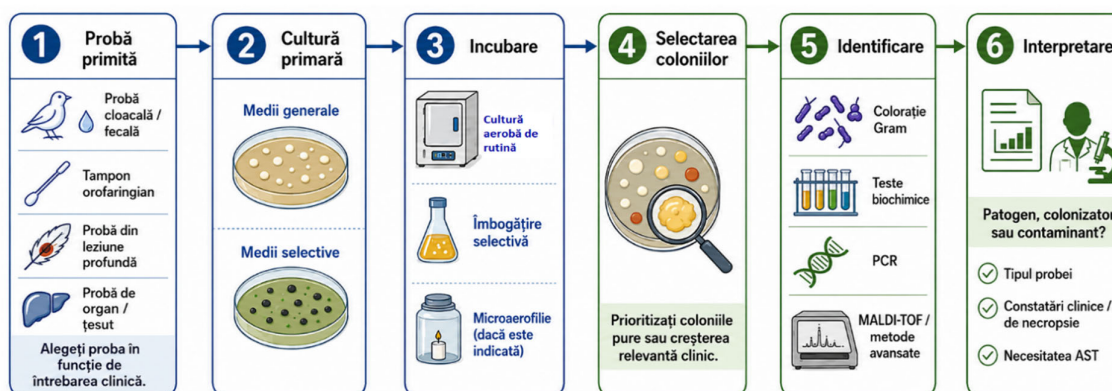 1
Probă
primită
Probă
cloacală /
fecală
Tampon
orofaringian
Probă din
leziune
profundă
Probă de
organ /
țesut
Alegeți proba în
funcție de
întrebarea clinică.
2
Cultură
primară
Medii generale
Medii selective
3
Incubare
Cultură
aerobă de
rutină
Îmbogățire
selectivă
Microaerofilie
(dacă este
indicată)
4
Selectarea
coloniilor
Prioritizați coloniile
pure sau creșterea
relevantă clinic.
5
Identificare
Colorație
Gram
Teste
biochimice
PCR
MALDI-TOF /
metode
avansate
6
Interpretare
Patogen, colonizator
sau contaminant?
Tipul probei
Constatări clinice /
de necropsie
Necesitatea AST